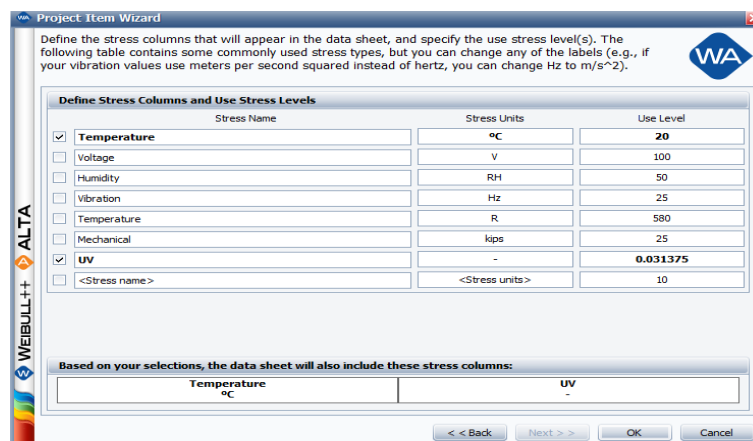 Project Item Wizard
Define the stress columns that will appear in the data sheet, and specify the use stress level(s). The
following table contains some commonly used stress types, but you can change any of the labels (e.g., if
your vibration values use meters per second squared instead of hertz, you can change Hz to m/s^2).
WA
Define Stress Columns and Use Stress Levels
Stress Name Stress Units Use Level
Temperature ºC 20
Voltage V 100
Humidity RH 50
Vibration Hz 25
Temperature R 580
Mechanical kips 25
UV - 0.031375
<Stress name> <Stress units> 10
WEIBULL++ ALTA
Based on your selections, the data sheet will also include these stress columns:
Temperature UV
ºC -
< < Back Next > > OK Cancel